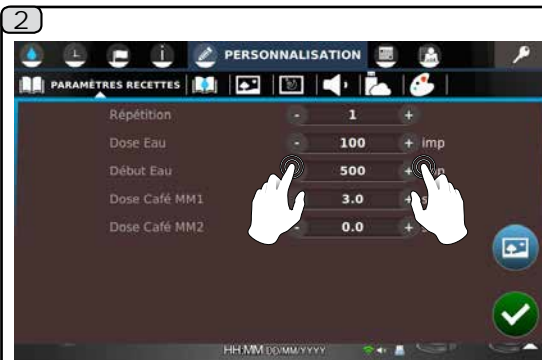 2
PERSONNALISATION
PARAMÈTRES RECETTES
Répétition - 1 +
Dose Eau - 100 + imp
Début Eau 500 +
Dose Café MM1 3.0 +
Dose Café MM2 - 0.0 +
HH:MM DD/MM/YYYY